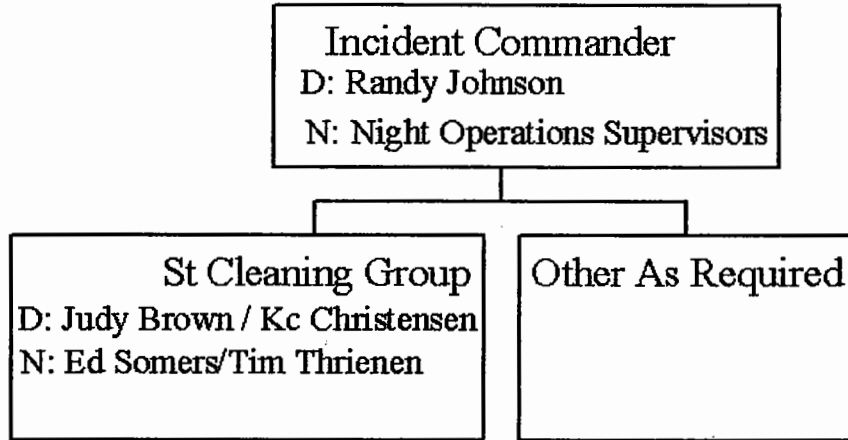 Incident Commander
D: Randy Johnson
N: Night Operations Supervisors
St Cleaning Group
D: Judy Brown / Kc Christensen
N: Ed Somers/Tim Thrienen
Other As Required